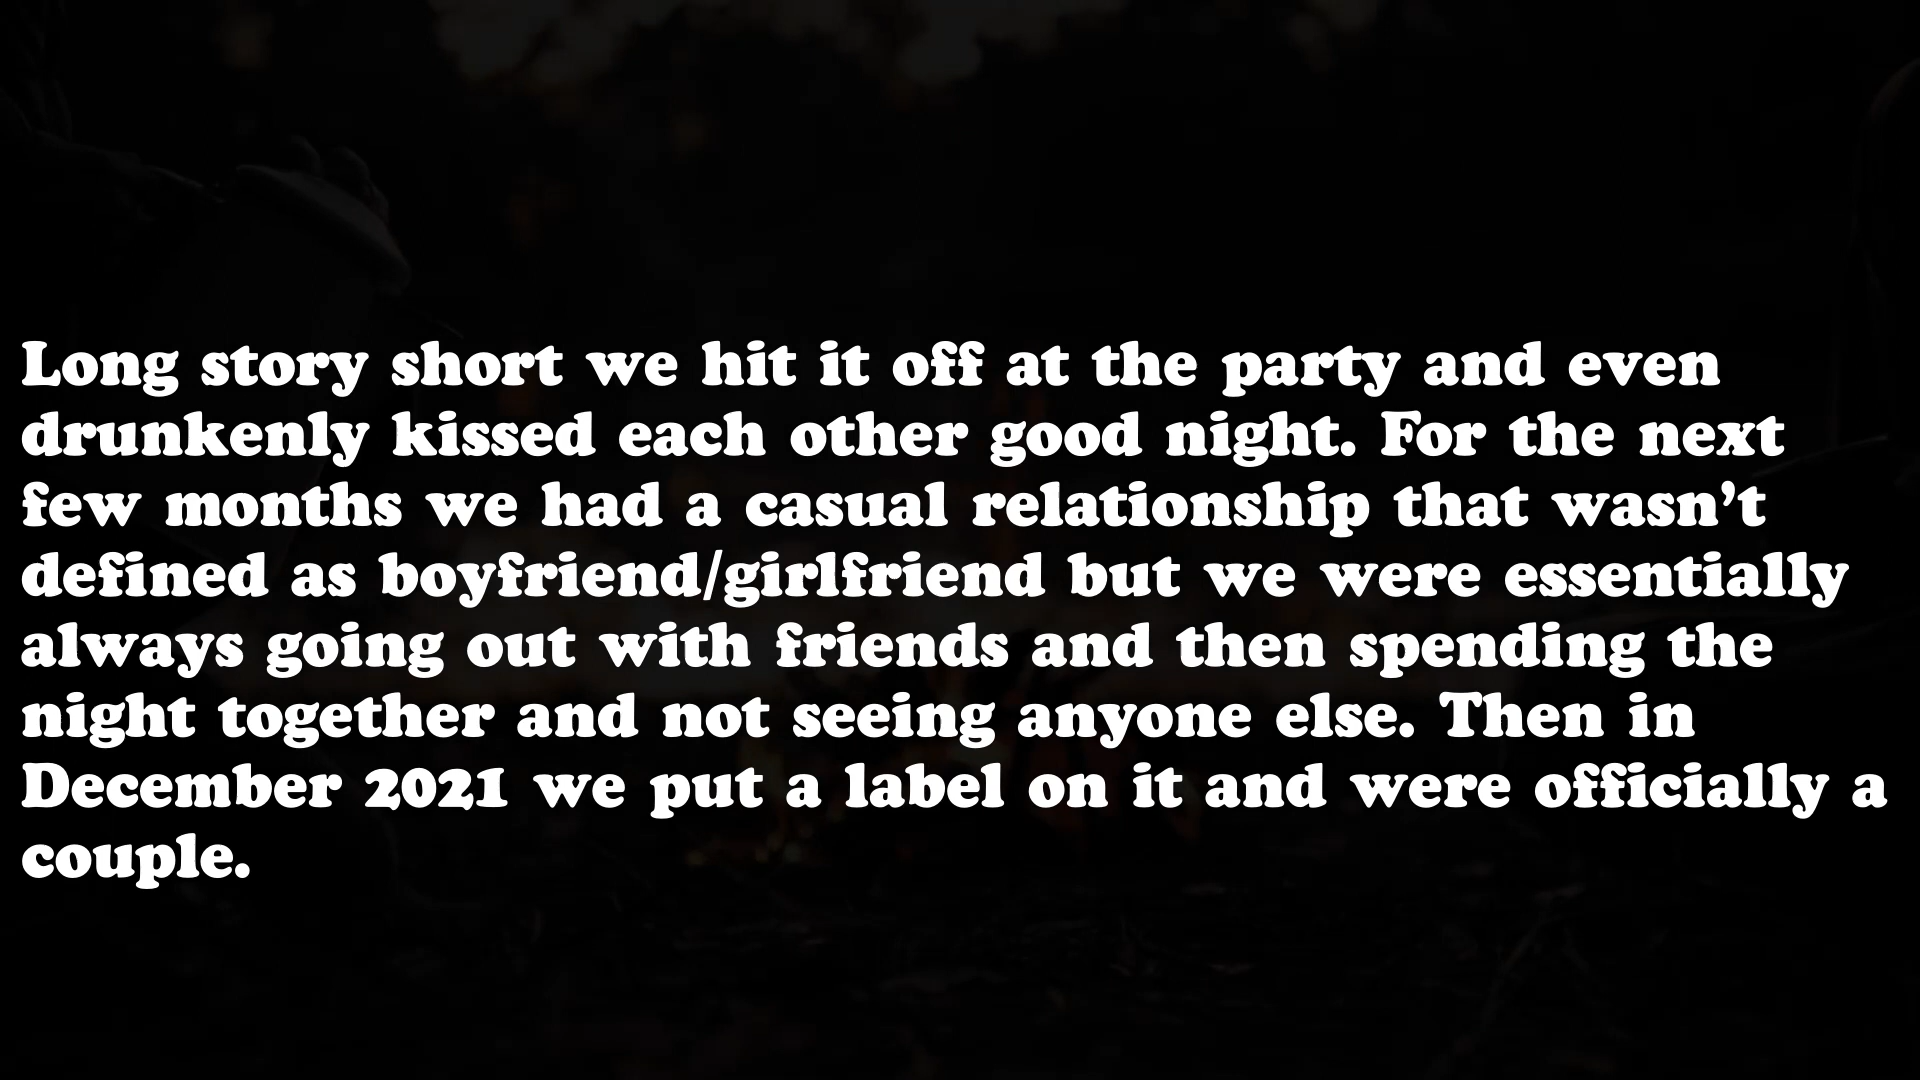 Long story short we hit it off at the party and even
drunkenly kissed each other good night. For the next
few months we had a casual relationship that wasn’t
defined as boyfriend/girlfriend but we were essentially
always going out with friends and then spending the
night together and not seeing anyone else. Then in
December 2021 we put a label on it and were officially a
couple.